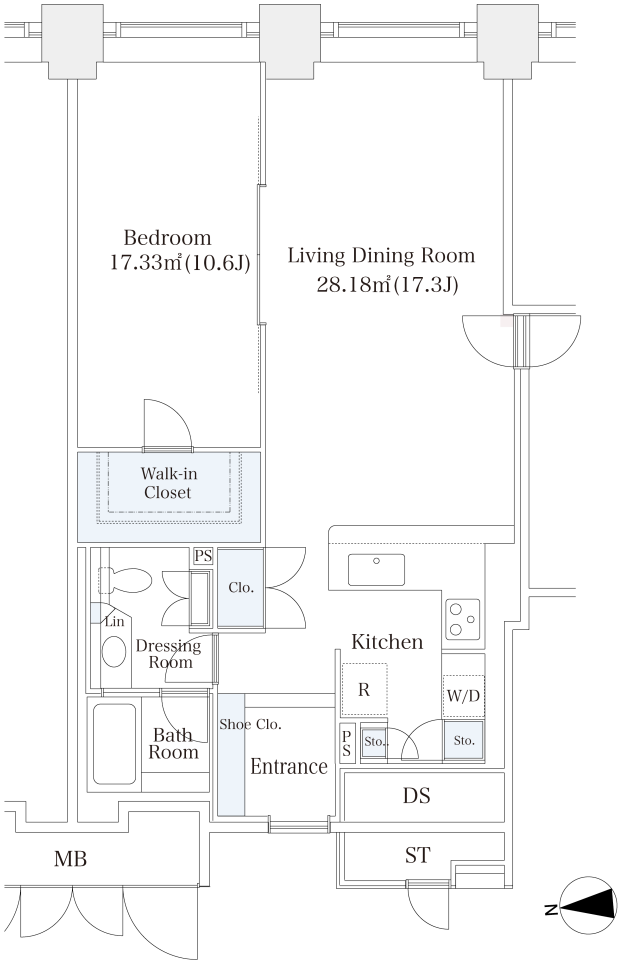 Bedroom
17.33㎡(10.6J)
Living Dining Room
28.18㎡(17.3J)
Walk-in
Closet
PS
Clo.
Lin
Dressing
Room
Kitchen
R
W/D
Shoe Clo.
Bath
Room
Entrance
P
S
Sto.
Sto.
DS
MB
ST
N